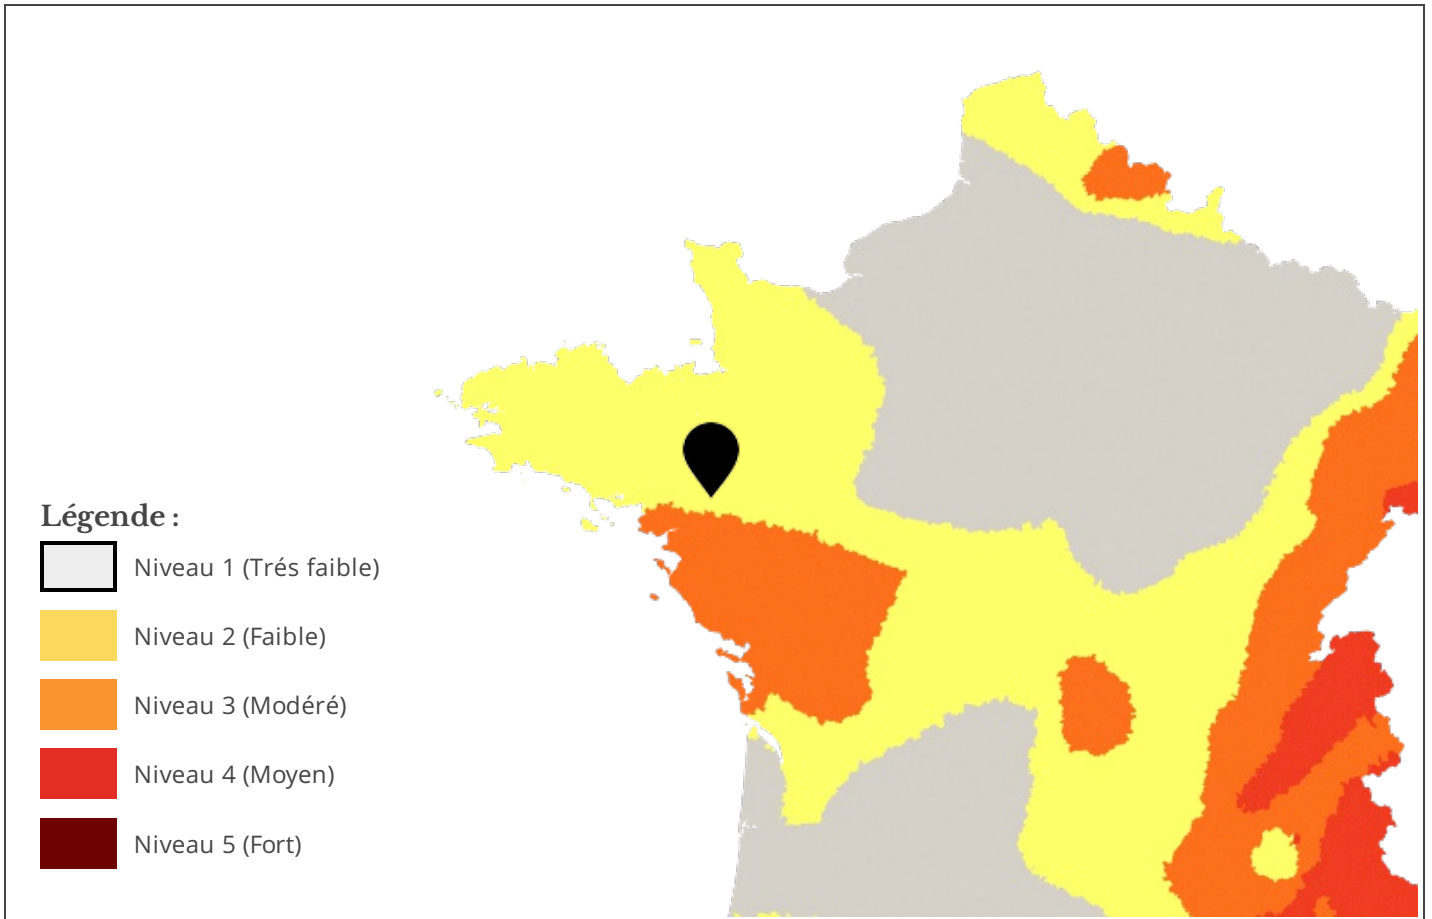 Légende :
Niveau 1 (Trés faible)
Niveau 2 (Faible)
Niveau 3 (Modéré)
Niveau 4 (Moyen)
Niveau 5 (Fort)